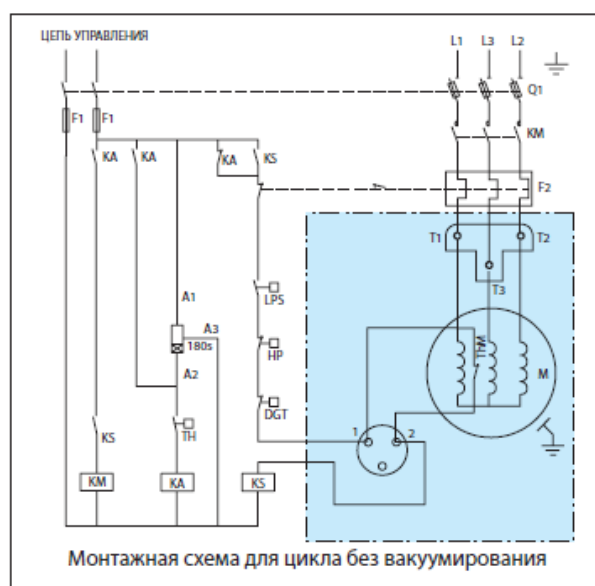 ЦЕПЬ УПРАВЛЕНИЯ
L1 L3 L2
Q1
F1 F1
KM
KA KA KA KS
F2
T1 T2
T3
A1
LPS
A3
180s
HP
THM
A2
M
DGT
KS
TH
1 2
KM KA KS
Монтажная схема для цикла без вакуумирования